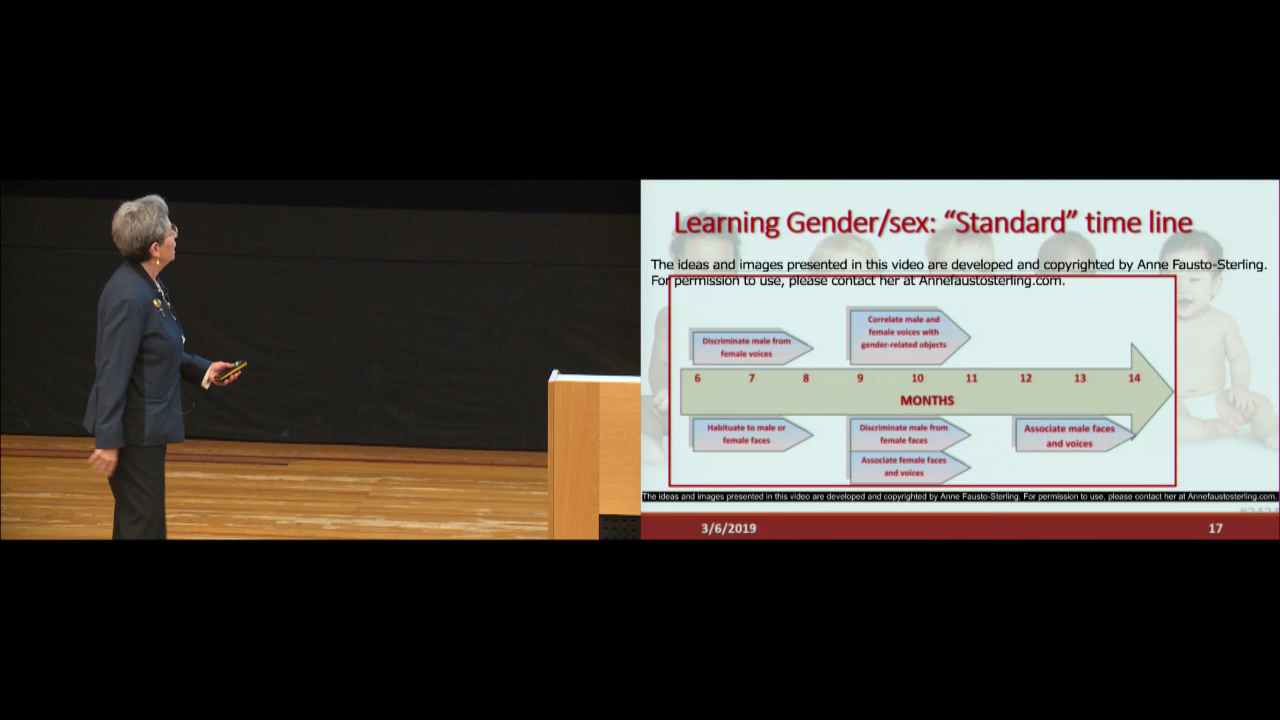 Learning Gender/sex: “Standard” time line
The ideas and images presented in this video are developed and copyrighted by Anne Fausto-Sterling.
For permission to use, please contact her at Annefaustosterling.com.
Discriminate male from
female voices
Correlate male and
female voices with
gender-related objects
6 7 8 9 10 11 12 13 14
MONTHS
Habituate to male or
female faces
Discriminate male from
female faces
Associate female faces
and voices
Associate male faces
and voices
The ideas and images presented in this video are developed and copyrighted by Anne Fausto-Sterling. For permission to use, please contact her at Annefaustosterling.com.
3/6/2019
17